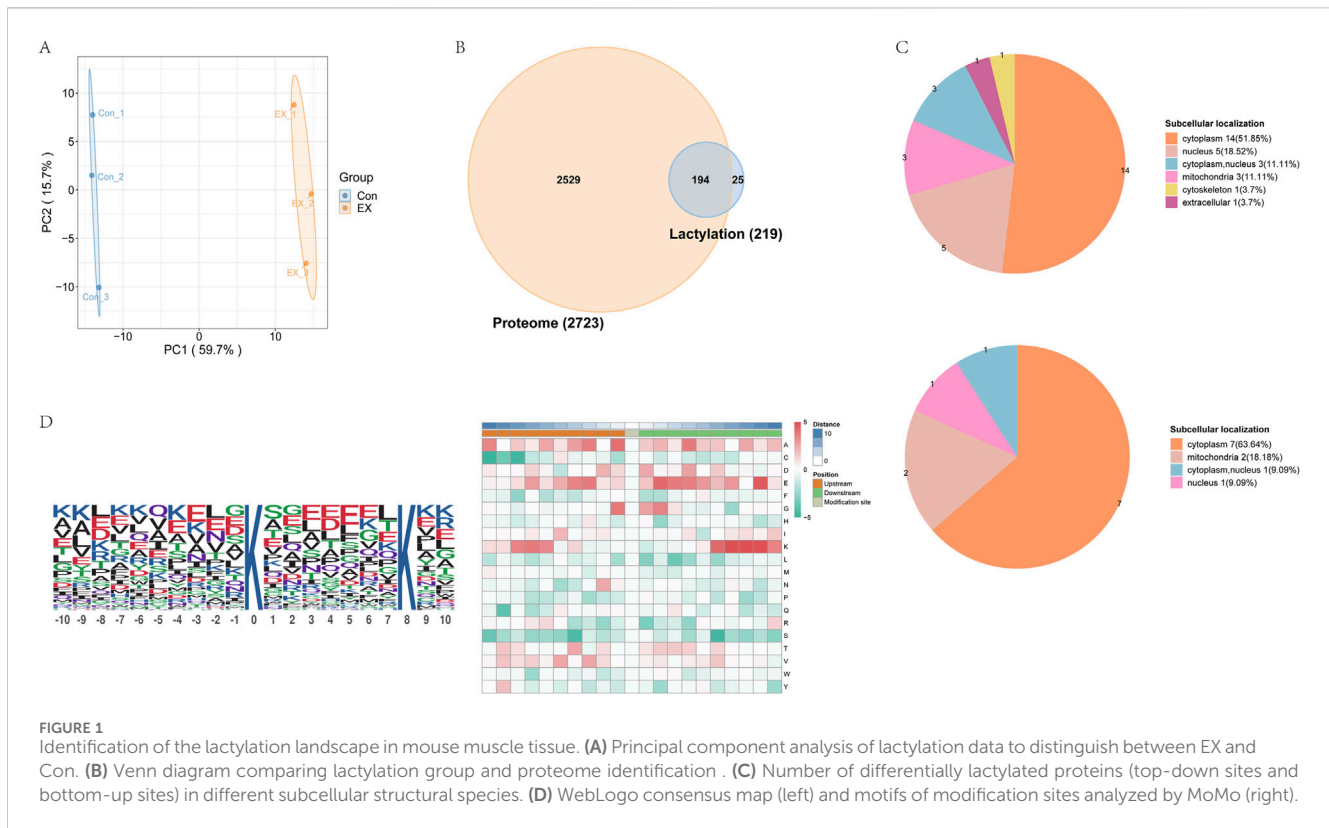 A
10
5
0
−5
−10
PC2 ( 15.7% )
−10
0
10
PC1 ( 59.7% )
Con_1
Con_2
Con_3
EX_1
EX_2
EX_3
Group
Con
EX
B
2529
194
25
Lactylation (219)
Proteome (2723)
C
1
1
3
3
5
14
Subcellular localization
cytoplasm 14(51.85%)
nucleus 5(18.52%)
cytoplasm,nucleus 3(11.11%)
mitochondria 3(11.11%)
cytoskeleton 1(3.7%)
extracellular 1(3.7%)
1
1
2
7
Subcellular localization
cytoplasm 7(63.64%)
mitochondria 2(18.18%)
cytoplasm,nucleus 1(9.09%)
nucleus 1(9.09%)
D
K K L K K Q K E L G K S G E E E E L K K K
-10 -9 -8 -7 -6 -5 -4 -3 -2 -1 0 1 2 3 4 5 6 7 8 9 10
A
C
D
E
F
G
H
I
K
L
M
N
P
Q
R
S
T
V
W
Y
5
0
−5
Distance
10
0
Position
Upstream
Downstream
Modification site
FIGURE 1
Identification of the lactylation landscape in mouse muscle tissue. (A) Principal component analysis of lactylation data to distinguish between EX and
Con. (B) Venn diagram comparing lactylation group and proteome identification . (C) Number of differentially lactylated proteins (top-down sites and
bottom-up sites) in different subcellular structural species. (D) WebLogo consensus map (left) and motifs of modification sites analyzed by MoMo (right).